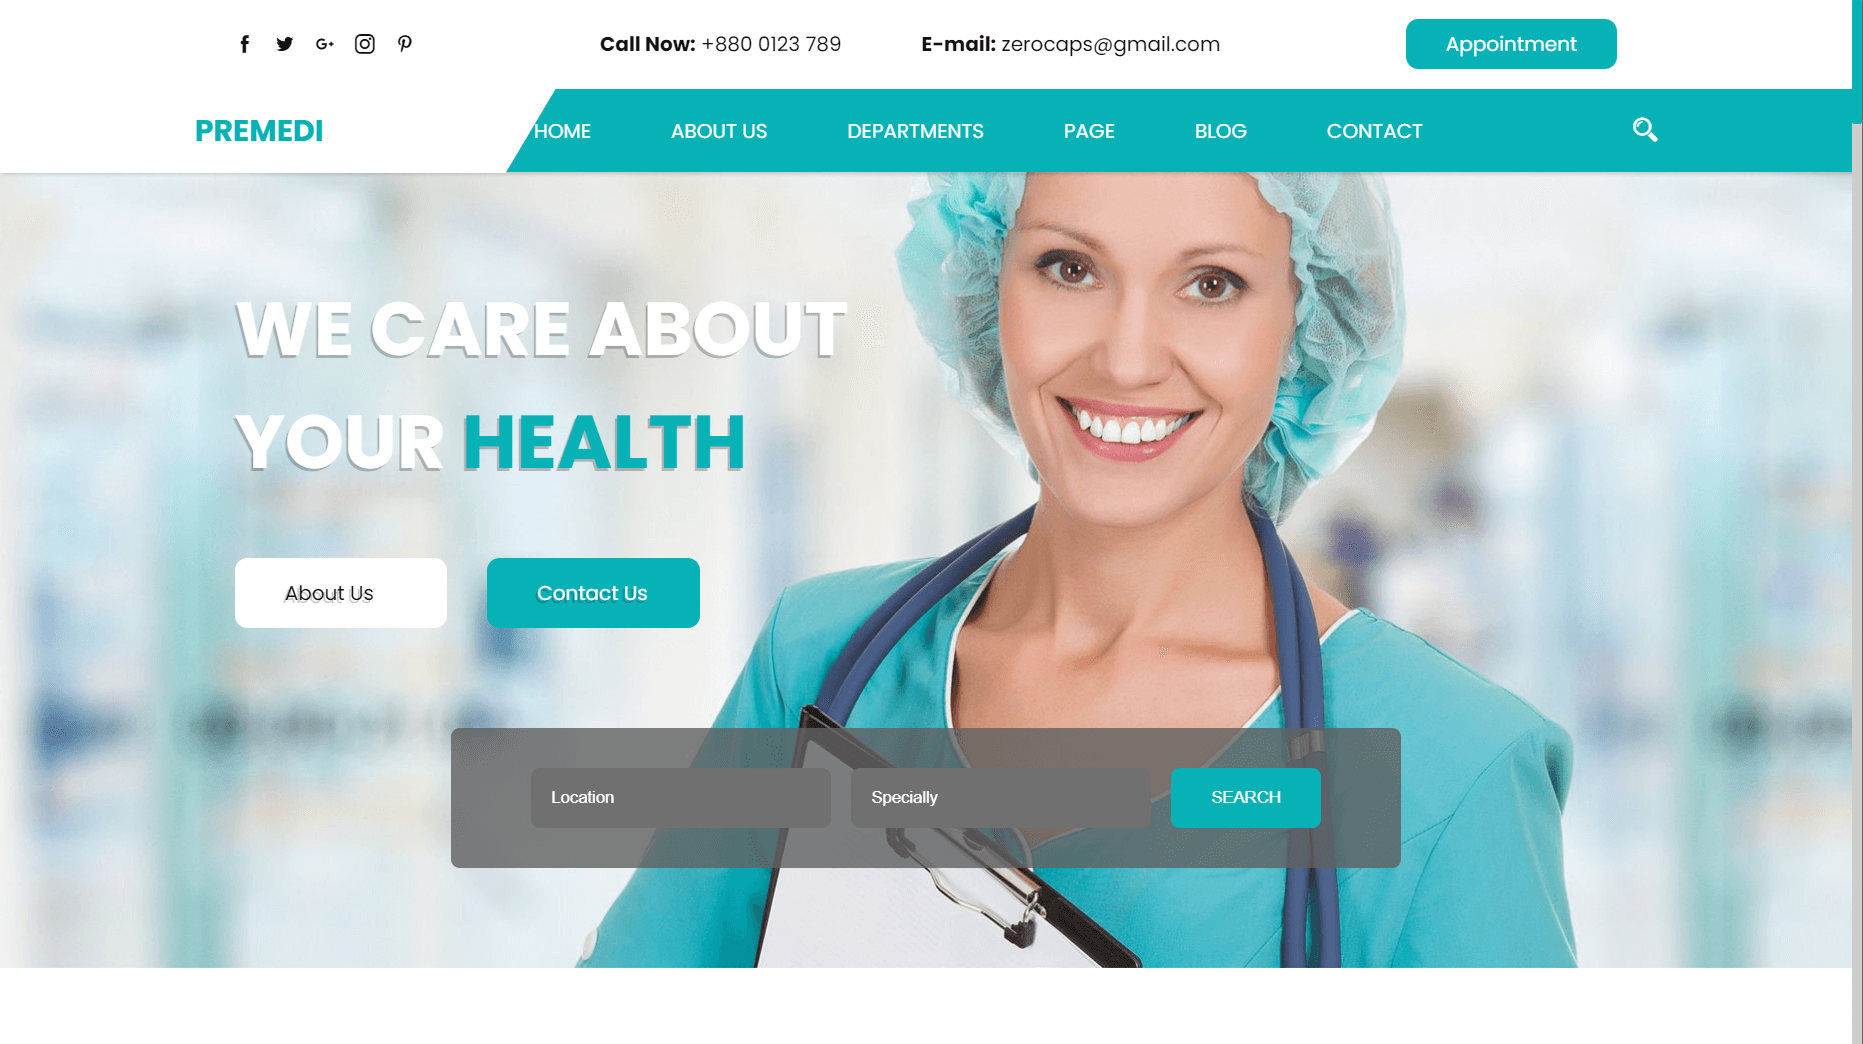 Call Now: +880 0123 789
E-mail: zerocaps@gmail.com
Appointment
PREMEDI
HOME
ABOUT US
DEPARTMENTS
PAGE
BLOG
CONTACT
WE CARE ABOUT
YOUR HEALTH
About Us
Contact Us
Location
Specially
SEARCH